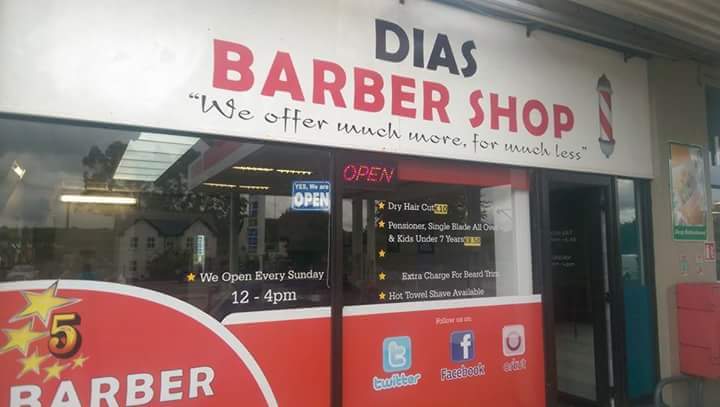 DIAS
BARBER SHOP
"We offer much more, for much less"
YES, We are
OPEN
OPEN
Dry Hair Cut €10
Pensioner, Single Blade All Over
& Kids Under 7 Years
Extra Charge For Beard Trim
Hot Towel Shave Available
We Open Every Sunday
12 - 4pm
5
BARBER
Follow us on:
twitter
Facebook
orkut